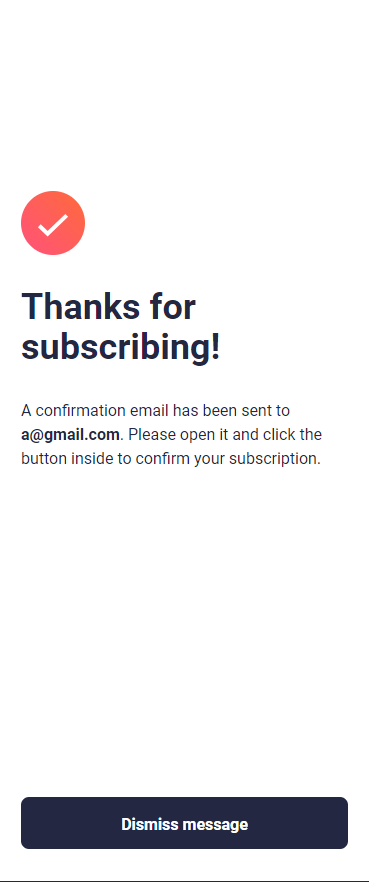 Thanks for
subscribing!
A confirmation email has been sent to
a@gmail.com. Please open it and click the
button inside to confirm your subscription.
Dismiss message